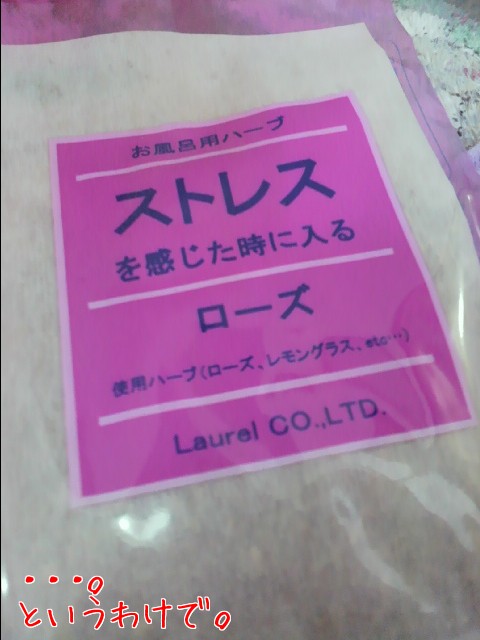 お風呂用ハーブ
ストレス
を感じた時に入る
ローズ
使用ハーブ(ローズ、レモングラス、etc…)
Laurel CO.,LTD.
・・・。
というわけで。